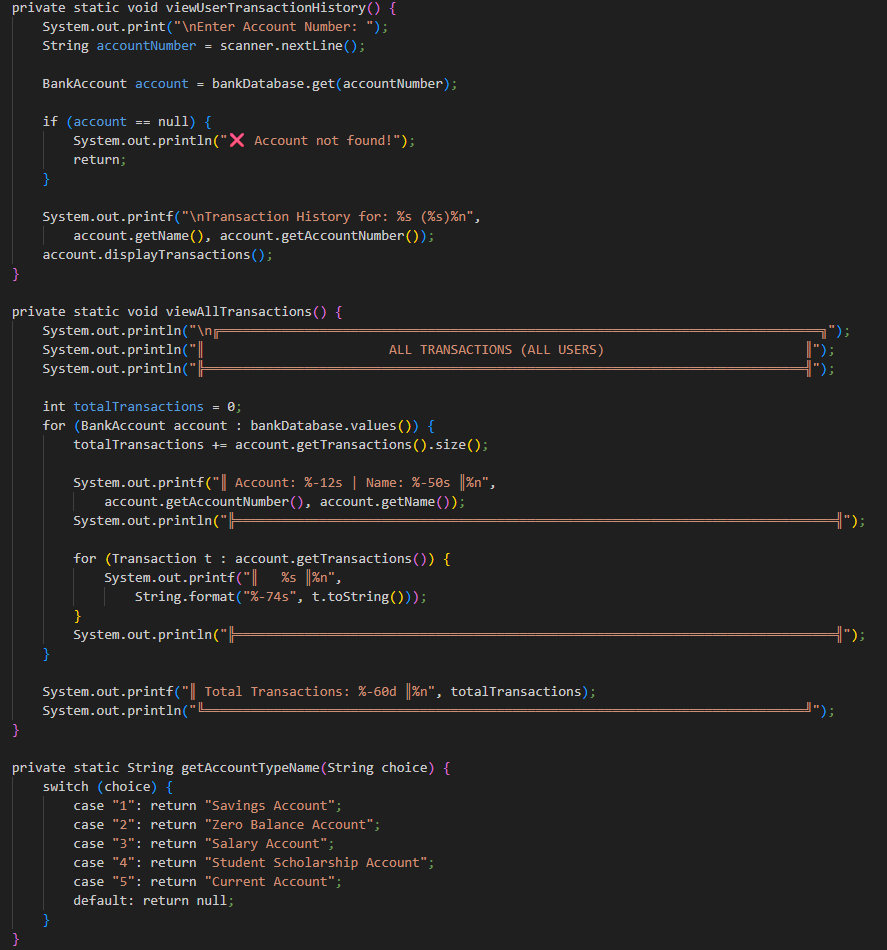 private static void viewUserTransactionHistory() {
    System.out.print("\nEnter Account Number: ");
    String accountNumber = scanner.nextLine();

    BankAccount account = bankDatabase.get(accountNumber);

    if (account == null) {
        System.out.println("❌ Account not found!");
        return;
    }

    System.out.printf("\nTransaction History for: %s (%s)%n",
        account.getName(), account.getAccountNumber());
    account.displayTransactions();
}

private static void viewAllTransactions() {
    System.out.println("\n╔══════════════════════════════════════════════════════════════════════════════╗");
    System.out.println("║                        ALL TRANSACTIONS (ALL USERS)                          ║");
    System.out.println("╠══════════════════════════════════════════════════════════════════════════════╣");

    int totalTransactions = 0;
    for (BankAccount account : bankDatabase.values()) {
        totalTransactions += account.getTransactions().size();

        System.out.printf("║ Account: %-12s | Name: %-50s ║%n",
            account.getAccountNumber(), account.getName());
        System.out.println("╠══════════════════════════════════════════════════════════════════════════════╣");

        for (Transaction t : account.getTransactions()) {
            System.out.printf("║   %s ║%n",
                String.format("%-74s", t.toString()));
        }
        System.out.println("╠══════════════════════════════════════════════════════════════════════════════╣");
    }

    System.out.printf("║ Total Transactions: %-60d ║%n", totalTransactions);
    System.out.println("╚══════════════════════════════════════════════════════════════════════════════╝");
}

private static String getAccountTypeName(String choice) {
    switch (choice) {
        case "1": return "Savings Account";
        case "2": return "Zero Balance Account";
        case "3": return "Salary Account";
        case "4": return "Student Scholarship Account";
        case "5": return "Current Account";
        default: return null;
    }
}